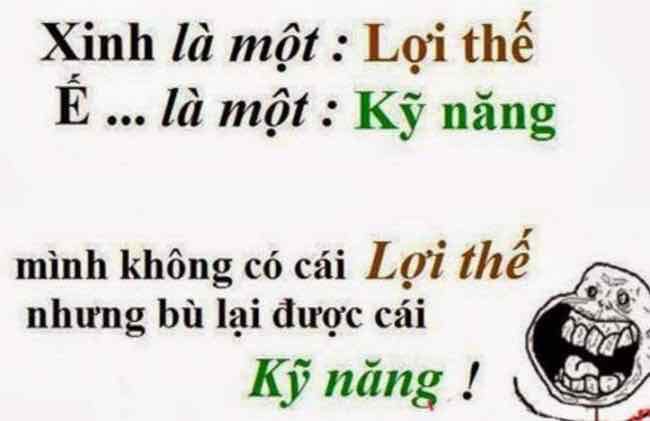 Xinh là một : Lợi thế
Ế ... là một : Kỹ năng
mình không có cái Lợi thế
nhưng bù lại được cái
Kỹ năng !